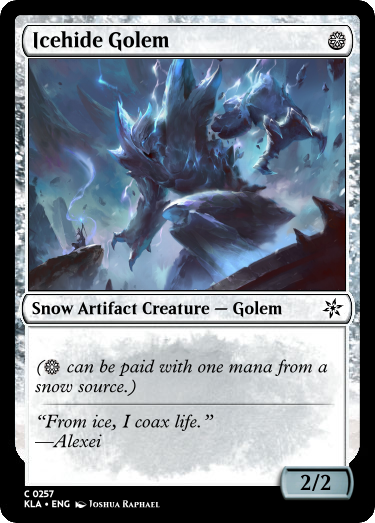 Icehide Golem
Snow Artifact Creature — Golem
( can be paid with one mana from a
snow source.)
“From ice, I coax life.”
—Alexei
2/2
C 0257
KLA • ENG Joshua Raphael